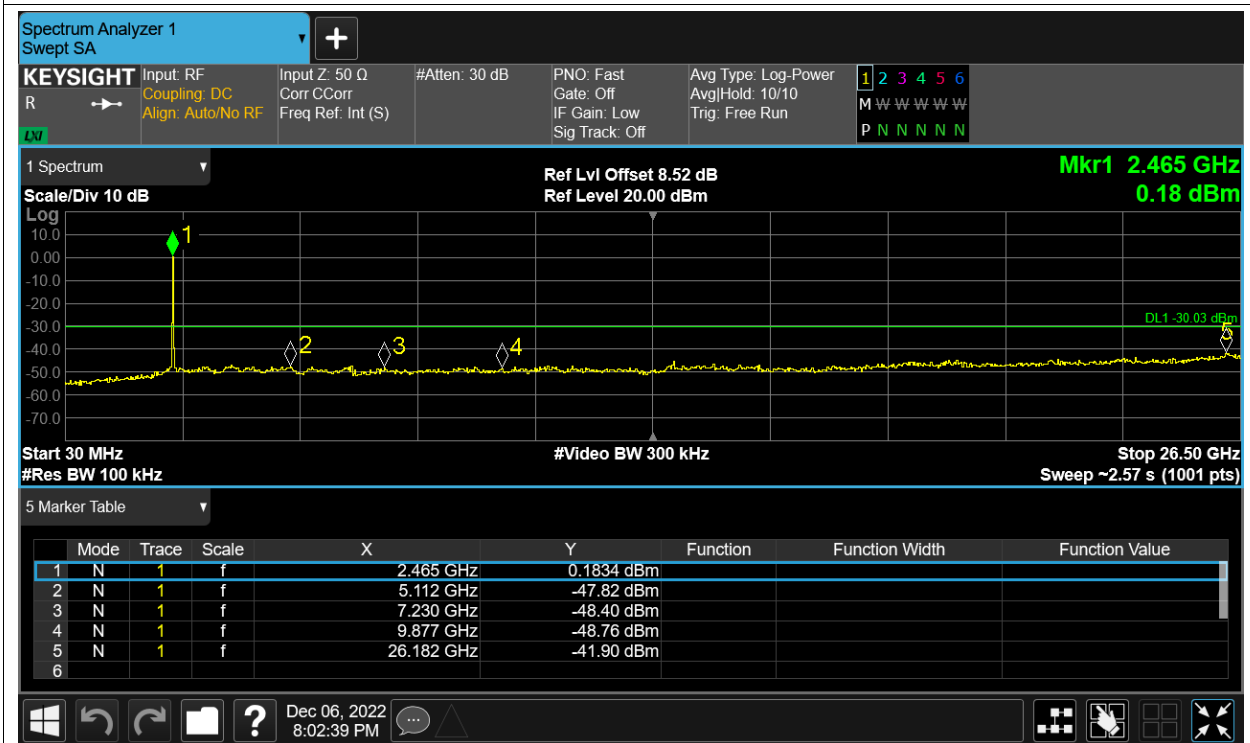 Spectrum Analyzer 1
Swept SA
KEYSIGHT
R
LXI
Input: RF
Coupling: DC
Align: Auto/No RF
Input Z: 50 Ω
Corr CCorr
Freq Ref: Int (S)
#Atten: 30 dB
PNO: Fast
Gate: Off
IF Gain: Low
Sig Track: Off
Avg Type: Log-Power
Avg|Hold: 10/10
Trig: Free Run
1 2 3 4 5 6
M W W W W W
P N N N N N
1 Spectrum
Scale/Div 10 dB
Ref Lvl Offset 8.52 dB
Ref Level 20.00 dBm
Mkr1 2.465 GHz
0.18 dBm
Log
10.0
0.00
-10.0
-20.0
-30.0
-40.0
-50.0
-60.0
-70.0
1
2
3
4
5
DL1 -30.03 dBm
Start 30 MHz
#Video BW 300 kHz
Stop 26.50 GHz
#Res BW 100 kHz
Sweep ~2.57 s (1001 pts)
5 Marker Table
Mode Trace Scale X Y Function Function Width Function Value
1 N 1 f 2.465 GHz 0.1834 dBm
2 N 1 f 5.112 GHz -47.82 dBm
3 N 1 f 7.230 GHz -48.40 dBm
4 N 1 f 9.877 GHz -48.76 dBm
5 N 1 f 26.182 GHz -41.90 dBm
6
?
Dec 06, 2022
8:02:39 PM